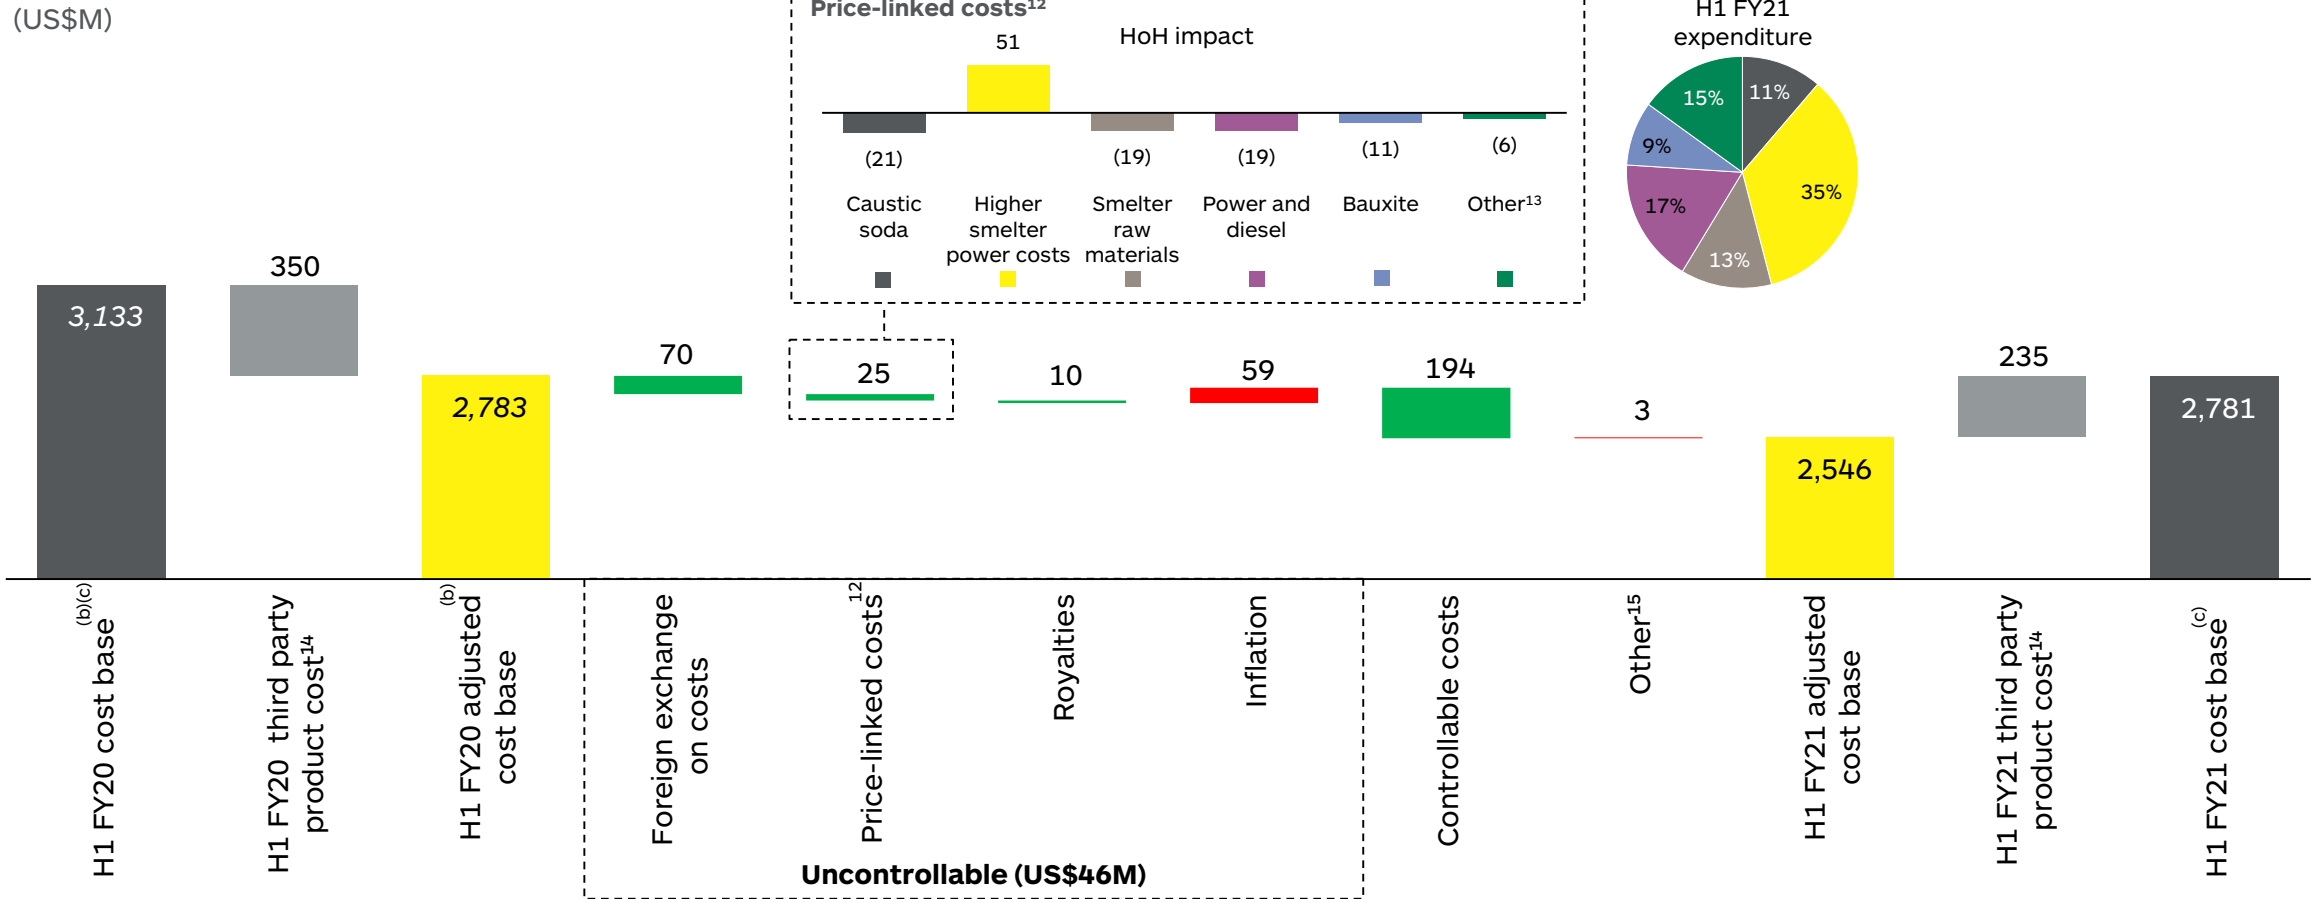 (US$M)
Price-linked costs¹²
HoH impact
51
(21)
(19)
(19)
(11)
(6)
Caustic
soda
Higher
smelter
power costs
Smelter
raw
materials
Power and
diesel
Bauxite
Other¹³
H1 FY21
expenditure
11%
35%
13%
17%
9%
15%
3,133
350
2,783
70
25
10
59
194
3
2,546
235
2,781
H1 FY20 cost base(b)(c)
H1 FY20 third party
product cost¹⁴
H1 FY20 adjusted(b)
cost base
Foreign exchange
on costs
Price-linked costs¹²
Royalties
Inflation
Controllable costs
Other¹⁵
H1 FY21 adjusted
cost base
H1 FY21 third party
product cost¹⁴
H1 FY21 cost base(c)
Uncontrollable (US$46M)